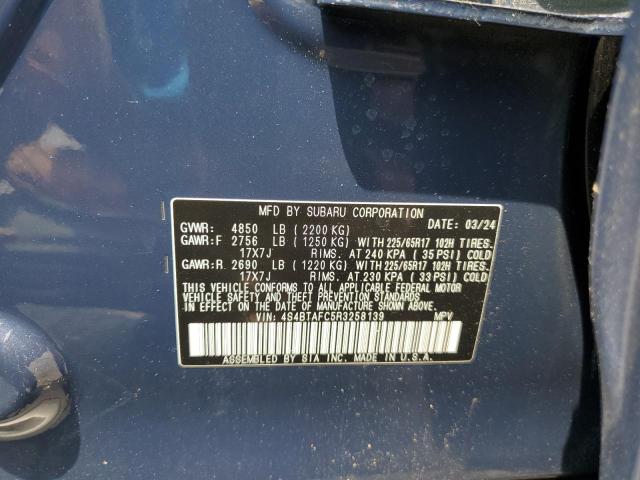 MFD BY SUBARU CORPORATION DATE: 03/24
GVWR: 4850 LB (2200 KG)
GAWR:F 2756 LB (1250 KG) WITH 225/65R17 102H TIRES.
17X7J RIMS. AT 240 KPA (35 PSI) COLD
GAWR:R 2690 LB (1220 KG) WITH 225/65R17 102H TIRES.
17X7J RIMS. AT 230 KPA (33 PSI) COLD
THIS VEHICLE CONFORMS TO ALL APPLICABLE FEDERAL MOTOR
VEHICLE SAFETY AND THEFT PREVENTION STANDARDS
IN EFFECT ON THE DATE OF MANUFACTURE SHOWN ABOVE.
VIN: 4S4BTAFC5R3258139 MPV
ASSEMBLED BY SIA INC. MADE IN U.S.A.